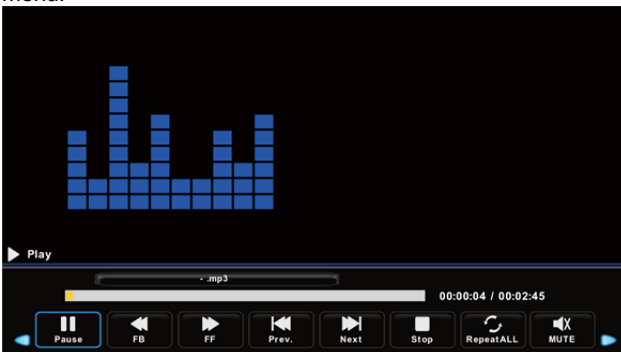 Play
- .mp3
00:00:04 / 00:02:45
Pause FB FF Prev. Next Stop RepeatALL MUTE